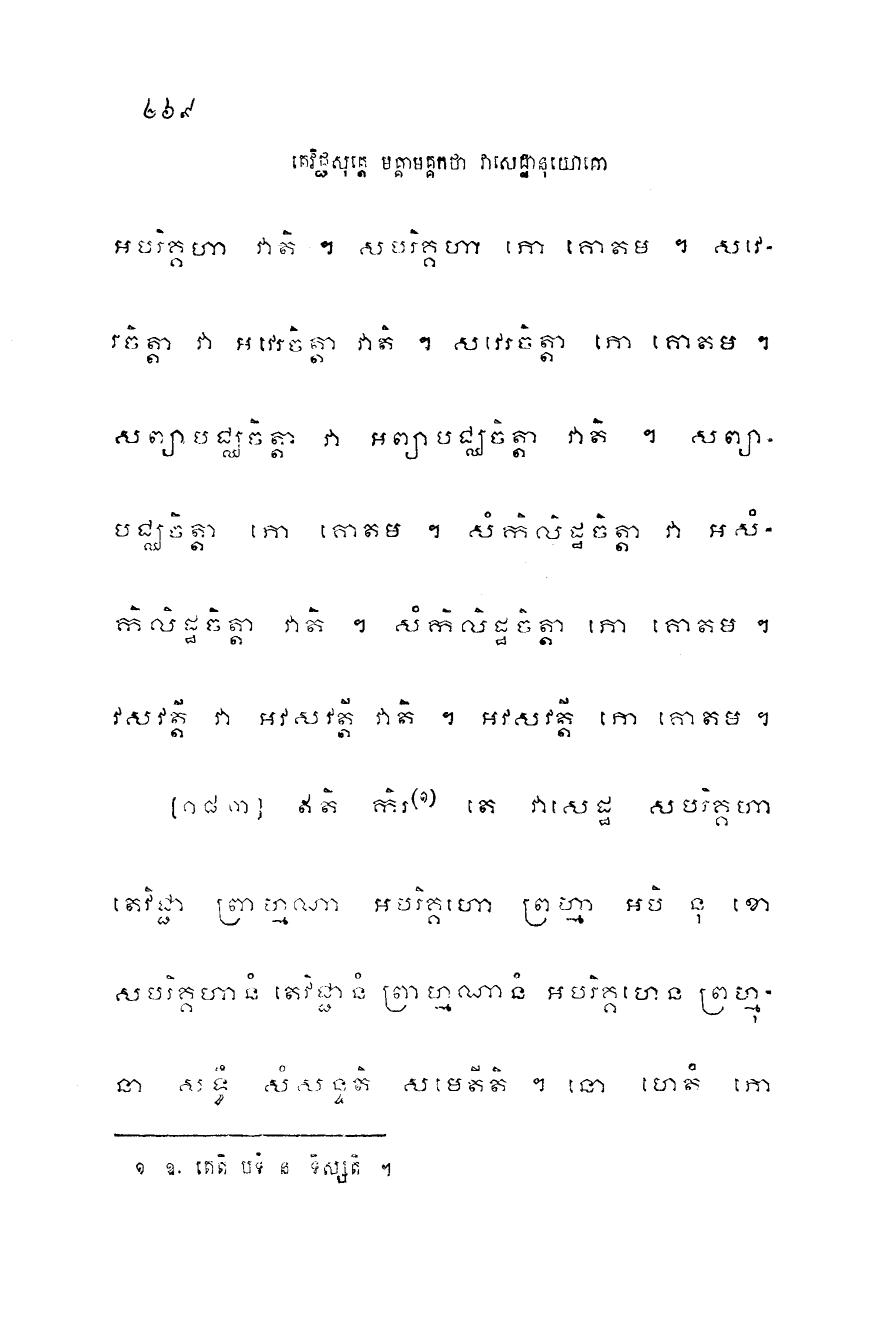 ៤៦៩
តេវិជ្ជសុត្តេ មគ្គាមគ្គកថា វាសេដ្ឋានុយោគោ
អបរិគ្គហា វាតិ ។ សបរិគ្គហា ភោ គោតម ។ សវេ-
រចិត្តា វា អវេរចិត្តា វាតិ ។ សវេរចិត្តា ភោ គោតម ។
សព្យាបជ្ឈចិត្តា វា អព្យាបជ្ឈចិត្តា វាតិ ។ សព្យា-
បជ្ឈចិត្តា ភោ គោតម ។ សំកិលិដ្ឋចិត្តា វា អសំ-
កិលិដ្ឋចិត្តា វាតិ ។ សំកិលិដ្ឋចិត្តា ភោ គោតម ។
វសវត្តី វា អវសវត្តី វាតិ ។ អវសវត្តី ភោ គោតម ។
[១៨៣] ឥតិ កិរ(១) តេ វាសេដ្ឋ សបរិគ្គហា
តេវិជ្ជា ព្រាហ្មណា អបរិគ្គហោ ព្រហ្មា អបិ នុ ខោ
សបរិគ្គហានំ តេវិជ្ជានំ ព្រាហ្មណានំ អបរិគ្គហេន ព្រហ្មុ-
នា សទ្ធឹ សំសន្ទតិ សមេតីតិ ។ នោ ហេតំ ភោ
១ ឧ. តេតិ បទំ ន ទិស្សតិ ។